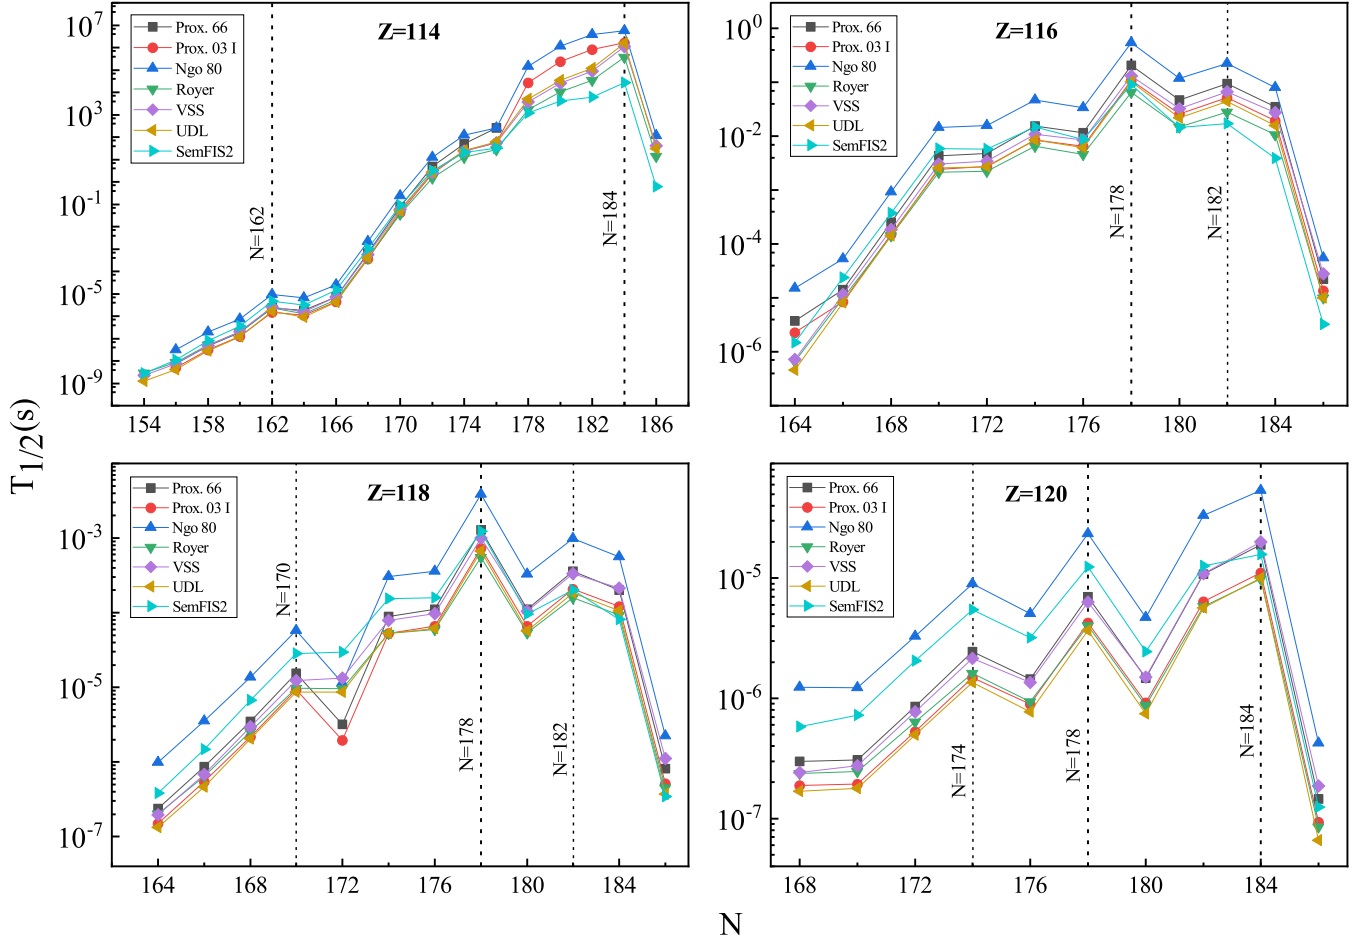 T1/2(s)
Z=114
Prox. 66
Prox. 03 I
Ngo 80
Royer
VSS
UDL
SemFIS2
10^7
10^3
10^-1
10^-5
10^-9
N=162
N=184
154 158 162 166 170 174 178 182 186
Z=116
Prox. 66
Prox. 03 I
Ngo 80
Royer
VSS
UDL
SemFIS2
10^0
10^-2
10^-4
10^-6
N=178
N=182
164 168 172 176 180 184
Z=118
Prox. 66
Prox. 03 I
Ngo 80
Royer
VSS
UDL
SemFIS2
10^-3
10^-5
10^-7
N=170
N=178
N=182
164 168 172 176 180 184
Z=120
Prox. 66
Prox. 03 I
Ngo 80
Royer
VSS
UDL
SemFIS2
10^-5
10^-6
10^-7
N=174
N=178
N=184
168 172 176 180 184
N